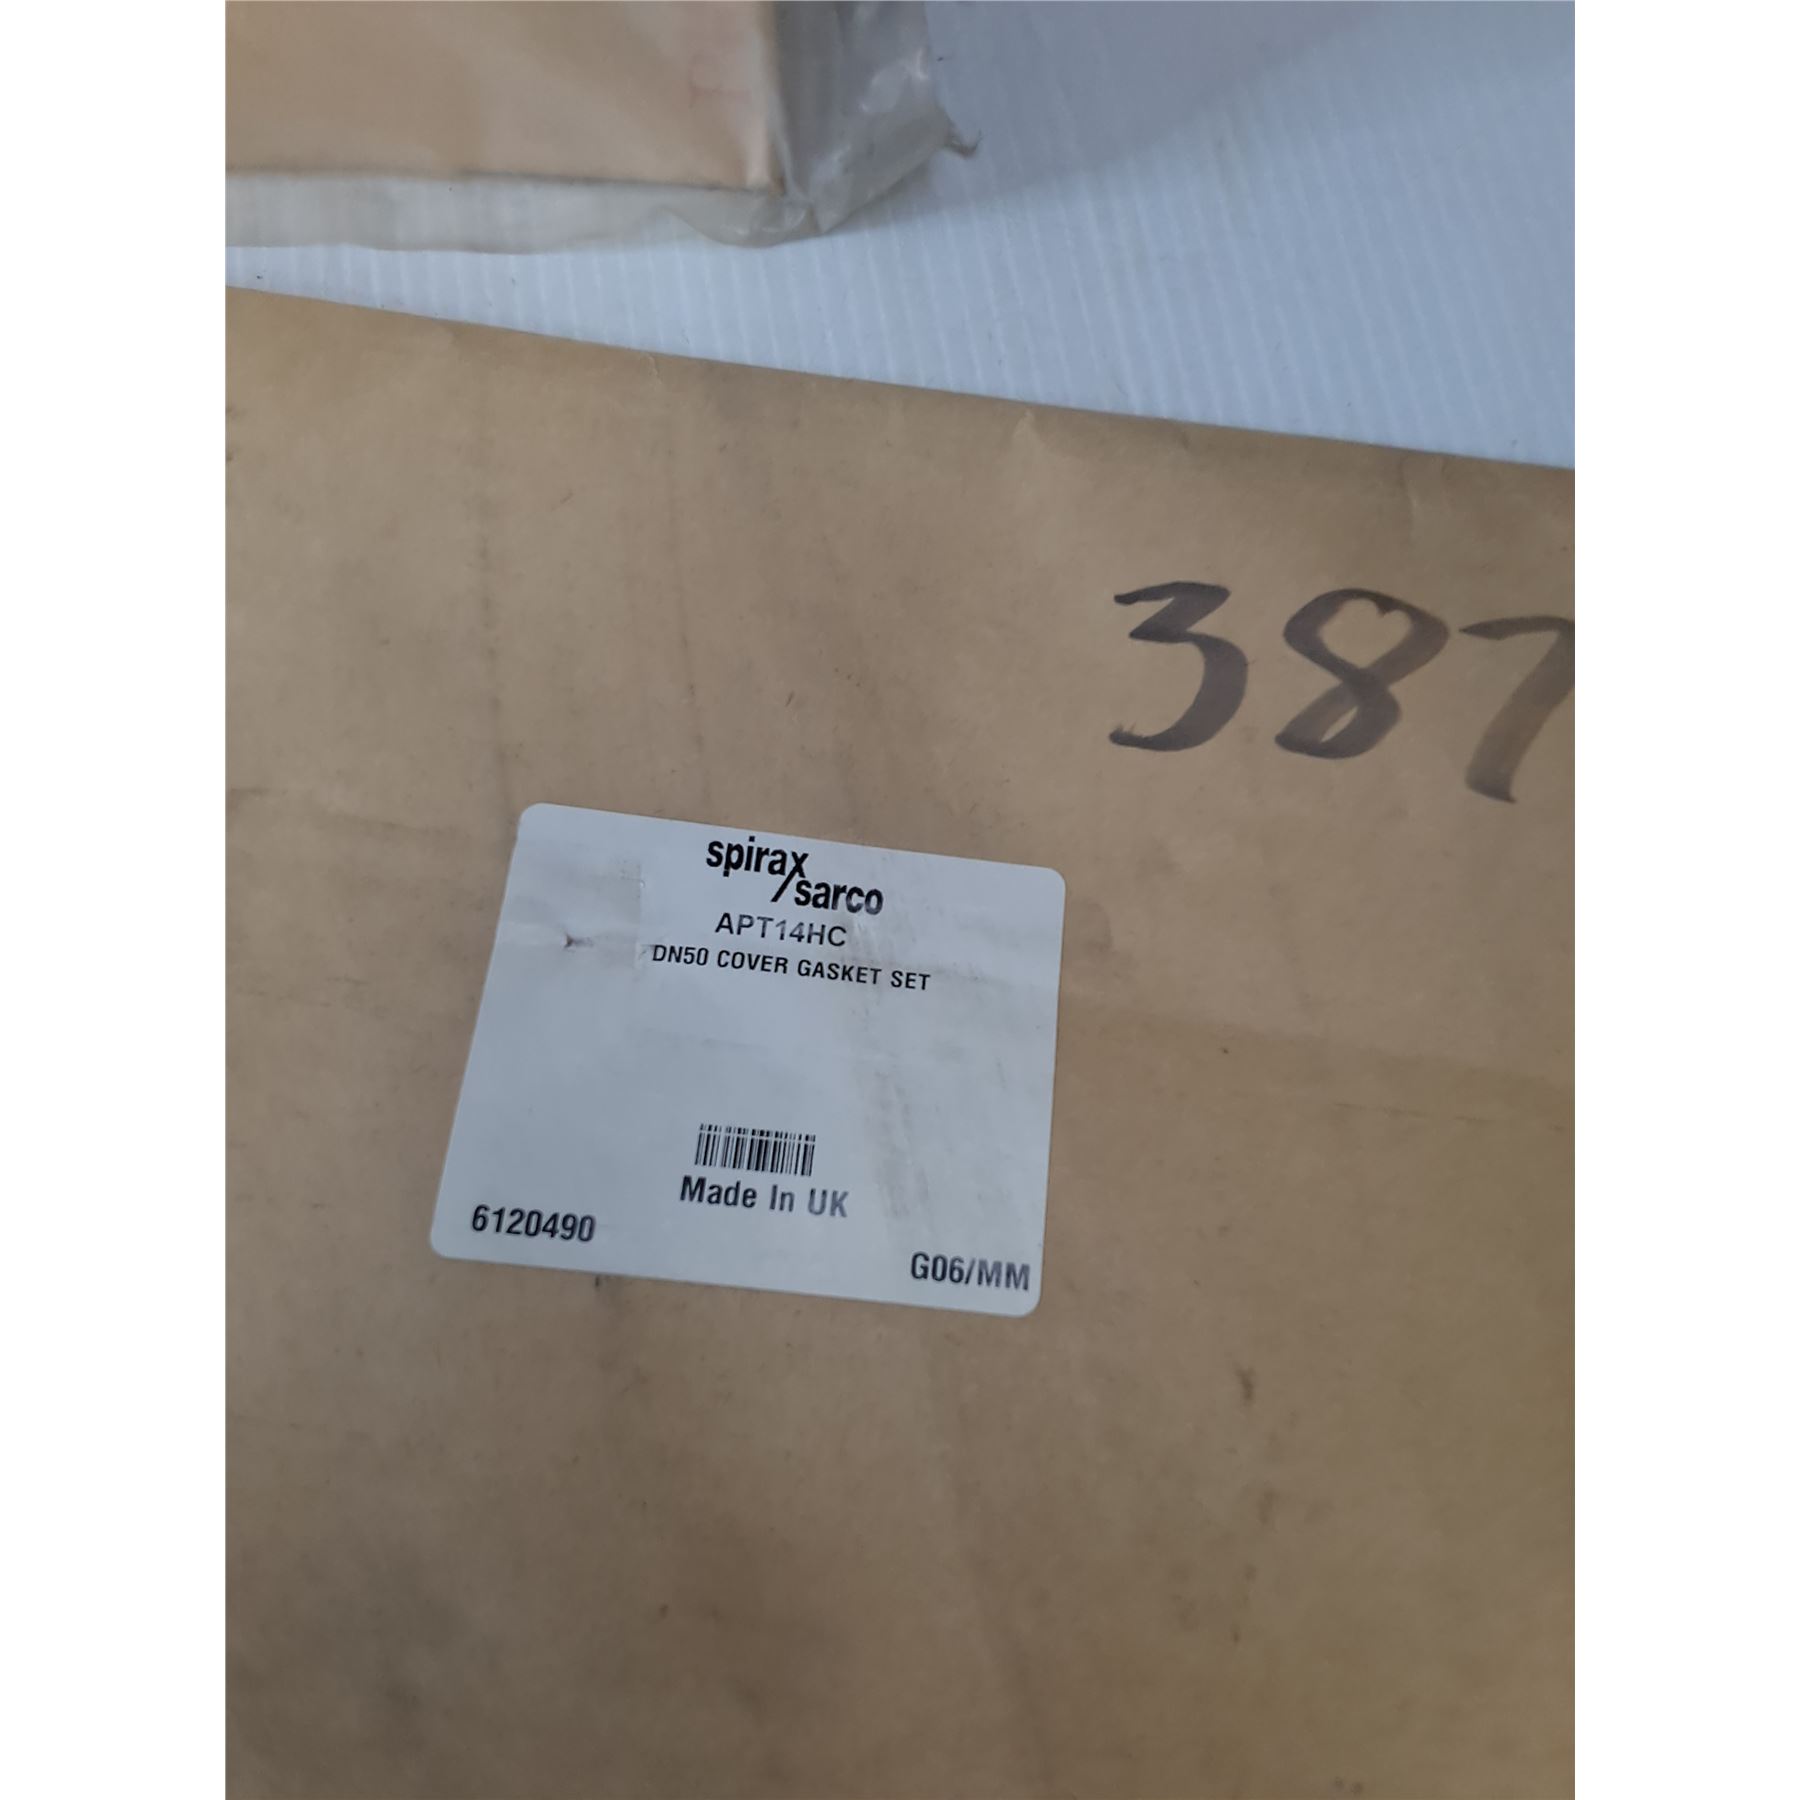 387
spirax
sarco
APT14HC
DN50 COVER GASKET SET
Made In UK
6120490
G06/MM